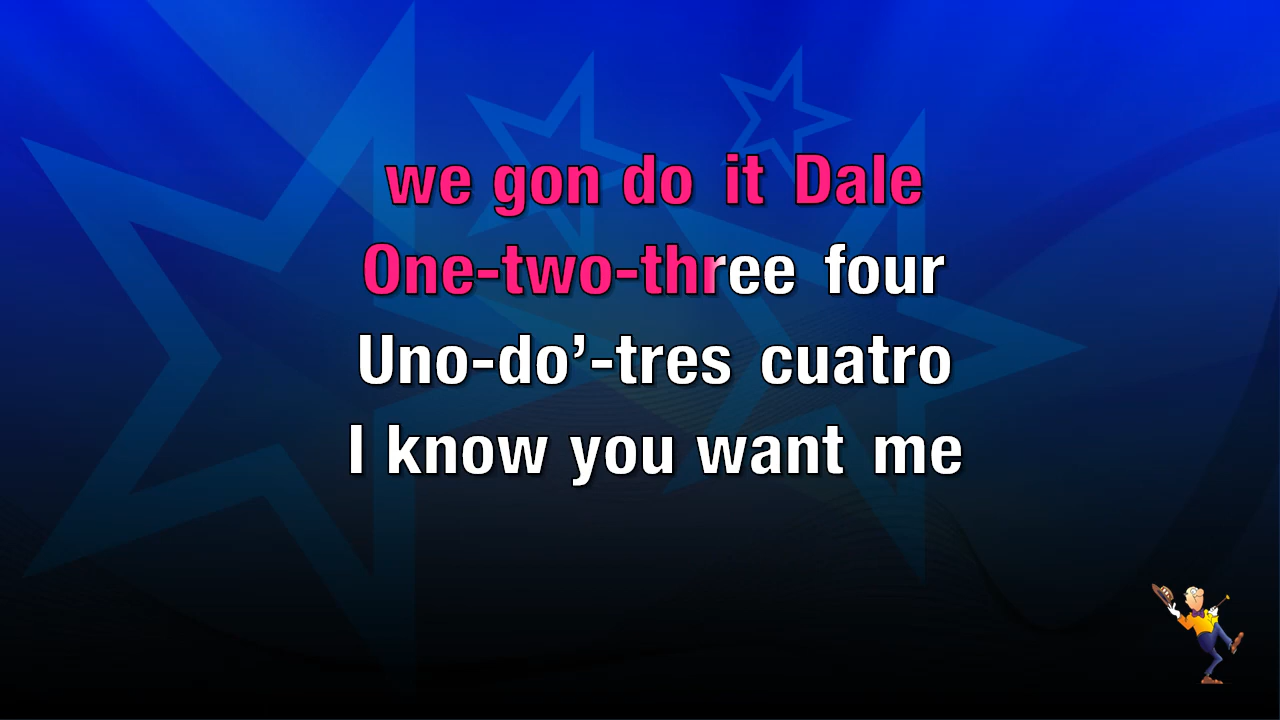 we gon do it Dale
One-two-three four
Uno-do’-tres cuatro
I know you want me